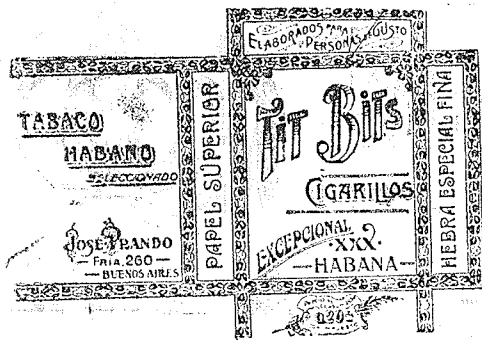 ELABORADOS PARA
PERSONAS DE GUSTO
TABACO
HABANO
SELECCIONADO
JOSE PRANDO
FRIA. 260
BUENOS AIRES
PAPEL SUPERIOR
TIT BITS
CIGARILLOS
EXCEPCIONAL
XXX
HABANA
HEBRA ESPECIAL FINA
0.20